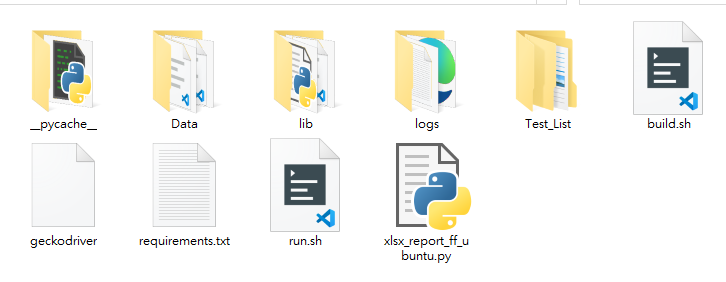 __pycache__
Data
lib
logs
Test_List
build.sh
geckodriver
requirements.txt
run.sh
xlsx_report_ff_u
buntu.py